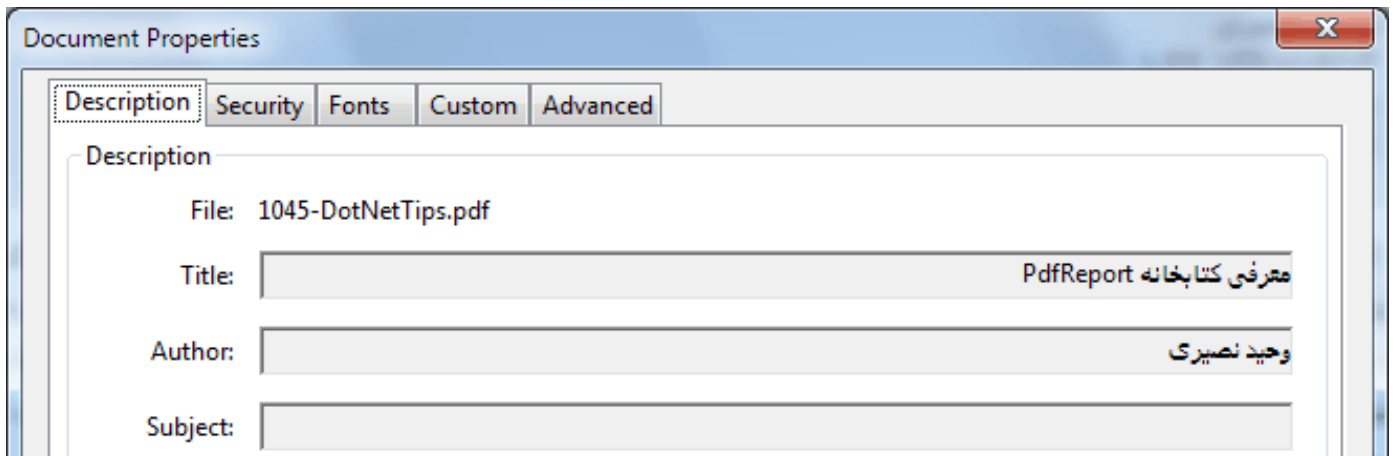 Document Properties
Description Security Fonts Custom Advanced
Description
File: 1045-DotNetTips.pdf
Title: معرفی کتابخانه PdfReport
Author: وحید نصیری
Subject: